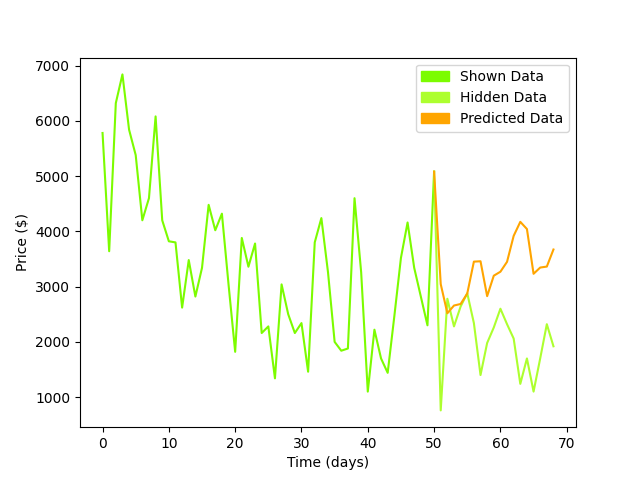 7000
6000
5000
4000
3000
2000
1000
Price ($)
Shown Data
Hidden Data
Predicted Data
0 10 20 30 40 50 60 70
Time (days)